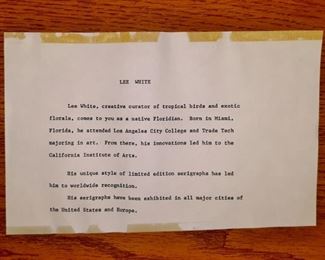 LEE WHITE
Lee White, creative curator of tropical birds and exotic
florals, comes to you as a native Floridian. Born in Miami,
Florida, he attended Los Angeles City College and Trade Tech
majoring in art. From there, his innovations led him to the
California Institute of Arts.
His unique style of limited edition serigraphs has led
him to worldwide recognition.
His serigraphs have been exhibited in all major cities of
the United States and Europe.